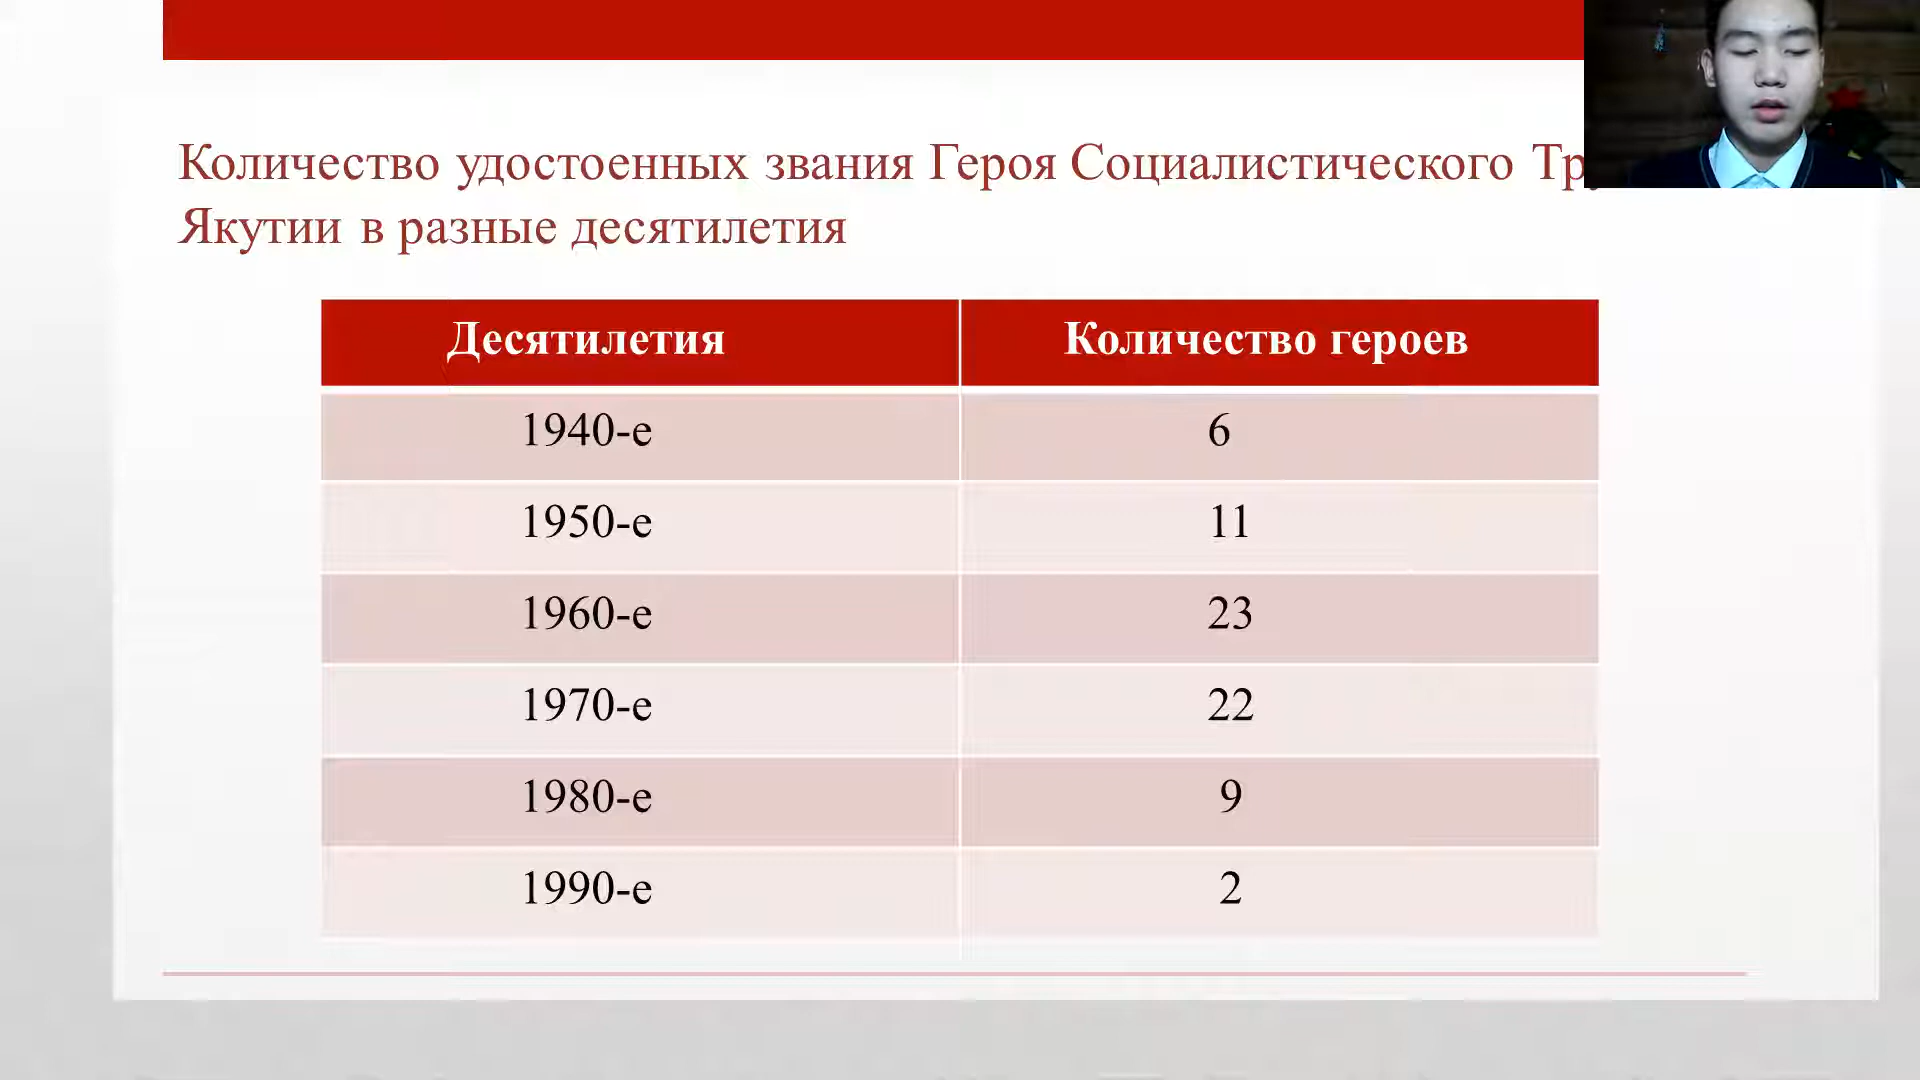 Количество удостоенных звания Героя Социалистического
Якутии в разные десятилетия
Десятилетия Количество героев
1940-е 6
1950-е 11
1960-е 23
1970-е 22
1980-е 9
1990-е 2